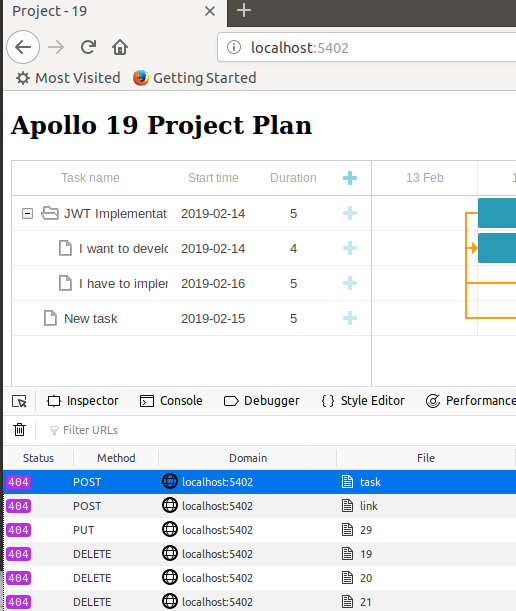 Project - 19
localhost:5402
Most Visited Getting Started
Apollo 19 Project Plan
Task name Start time Duration 13 Feb
JWT Implementat 2019-02-14 5
I want to develo 2019-02-14 4
I have to implem 2019-02-16 5
New task 2019-02-15 5
Inspector Console Debugger {} Style Editor Performance
Filter URLs
Status Method Domain File
404 POST localhost:5402 task
404 POST localhost:5402 link
404 PUT localhost:5402 29
404 DELETE localhost:5402 19
404 DELETE localhost:5402 20
404 DELETE localhost:5402 21